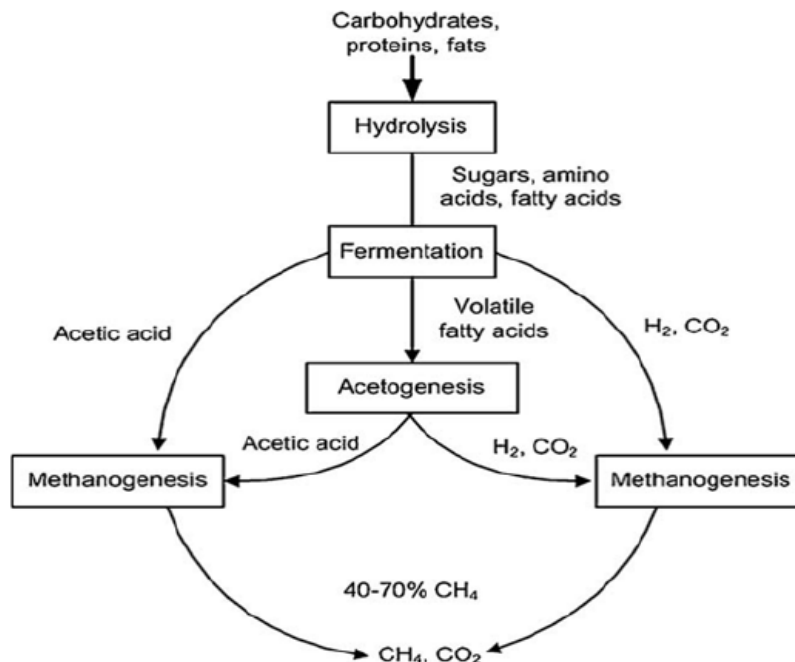 Carbohydrates,
proteins, fats
Hydrolysis
Sugars, amino
acids, fatty acids
Fermentation
Acetic acid
Volatile
fatty acids
H₂, CO₂
Acetogenesis
Acetic acid
H₂, CO₂
Methanogenesis
Methanogenesis
40-70% CH₄
CH₄, CO₂